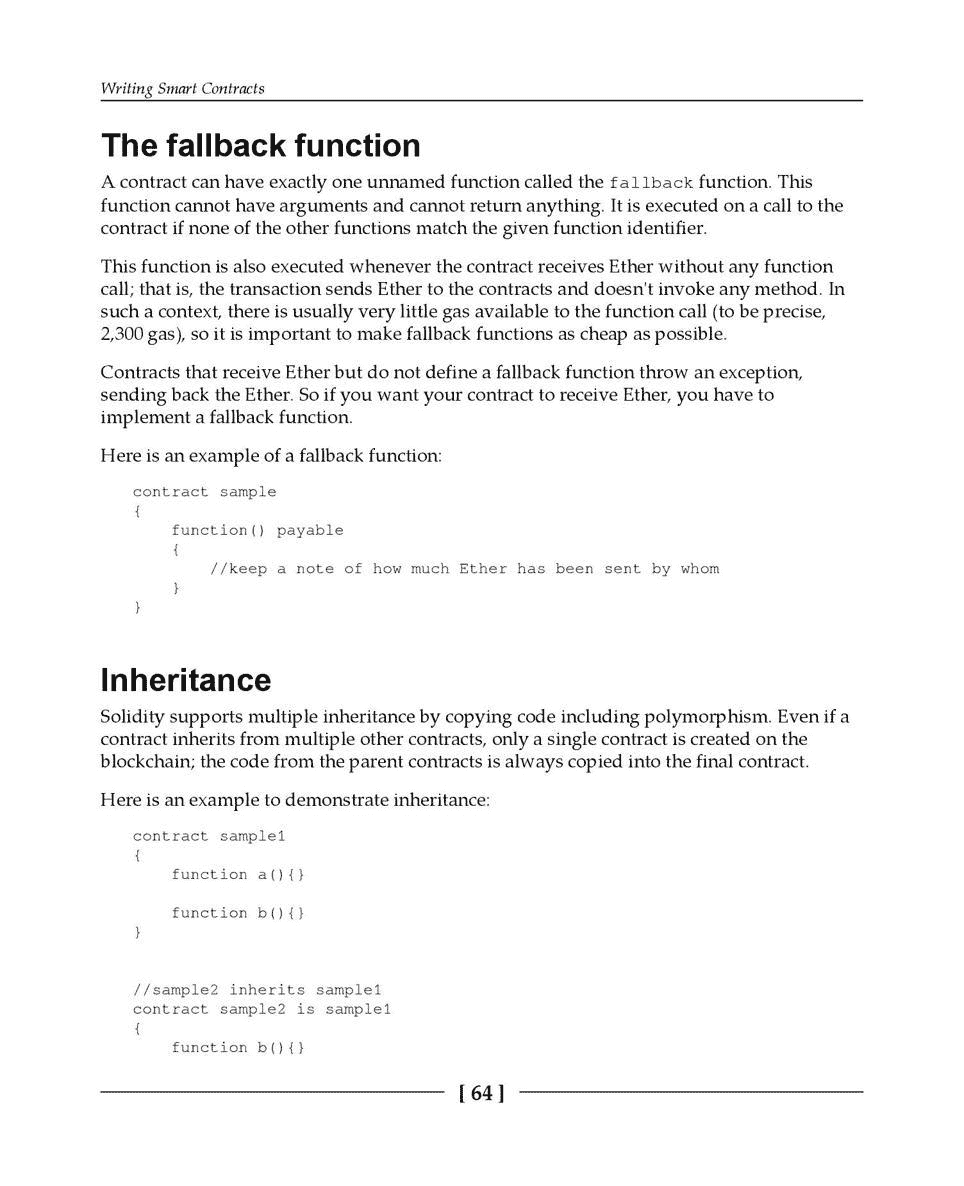 Writing Smart Contracts
The fallback function
A contract can have exactly one unnamed function called the fallback function. This
function cannot have arguments and cannot return anything. It is executed on a call to the
contract if none of the other functions match the given function identifier.
This function is also executed whenever the contract receives Ether without any function
call; that is, the transaction sends Ether to the contracts and doesn't invoke any method. In
such a context, there is usually very little gas available to the function call (to be precise,
2,300 gas), so it is important to make fallback functions as cheap as possible.
Contracts that receive Ether but do not define a fallback function throw an exception,
sending back the Ether. So if you want your contract to receive Ether, you have to
implement a fallback function.
Here is an example of a fallback function:
contract sample
{
function() payable
{
//keep a note of how much Ether has been sent by whom
}
}
Inheritance
Solidity supports multiple inheritance by copying code including polymorphism. Even if a
contract inherits from multiple other contracts, only a single contract is created on the
blockchain; the code from the parent contracts is always copied into the final contract.
Here is an example to demonstrate inheritance:
contract sample1
{
function a(){}
function b(){}
}
//sample2 inherits sample1
contract sample2 is sample1
{
function b(){}
[ 64 ]